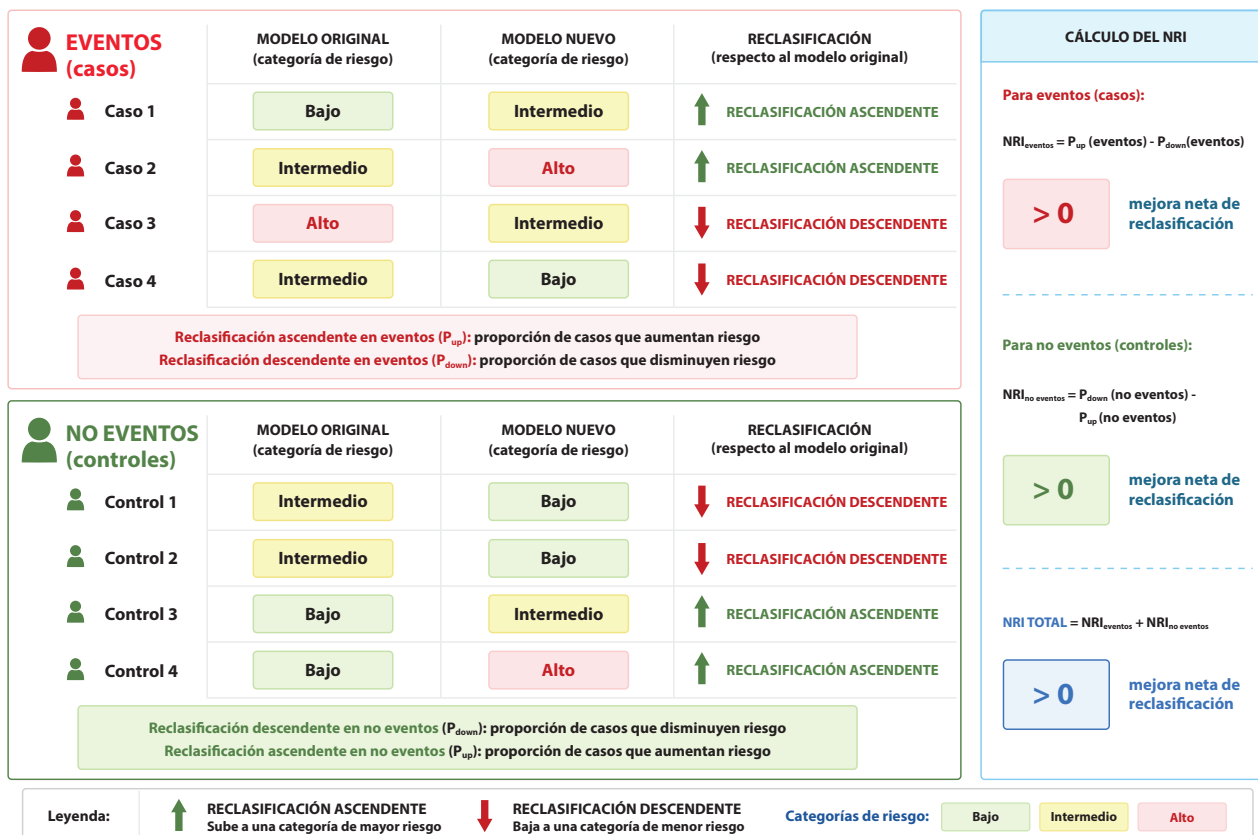 EVENTOS
(casos)
MODELO ORIGINAL
(categoría de riesgo)
MODELO NUEVO
(categoría de riesgo)
RECLASIFICACIÓN
(respecto al modelo original)
Caso 1
Bajo
Intermedio
RECLASIFICACIÓN ASCENDENTE
Caso 2
Intermedio
Alto
RECLASIFICACIÓN ASCENDENTE
Caso 3
Alto
Intermedio
RECLASIFICACIÓN DESCENDENTE
Caso 4
Intermedio
Bajo
RECLASIFICACIÓN DESCENDENTE
Reclasificación ascendente en eventos (Pup): proporción de casos que aumentan riesgo
Reclasificación descendente en eventos (Pdown): proporción de casos que disminuyen riesgo
NO EVENTOS
(controles)
MODELO ORIGINAL
(categoría de riesgo)
MODELO NUEVO
(categoría de riesgo)
RECLASIFICACIÓN
(respecto al modelo original)
Control 1
Intermedio
Bajo
RECLASIFICACIÓN DESCENDENTE
Control 2
Intermedio
Bajo
RECLASIFICACIÓN DESCENDENTE
Control 3
Bajo
Intermedio
RECLASIFICACIÓN ASCENDENTE
Control 4
Bajo
Alto
RECLASIFICACIÓN ASCENDENTE
Reclasificación descendente en no eventos (Pdown): proporción de casos que disminuyen riesgo
Reclasificación ascendente en no eventos (Pup): proporción de casos que aumentan riesgo
CÁLCULO DEL NRI
Para eventos (casos):
NRIeventos = Pup (eventos) - Pdown(eventos)
> 0
mejora neta de
reclasificación
Para no eventos (controles):
NRIno eventos = Pdown (no eventos) -
Pup (no eventos)
> 0
mejora neta de
reclasificación
NRI TOTAL = NRIeventos + NRIno eventos
> 0
mejora neta de
reclasificación
Leyenda:
RECLASIFICACIÓN ASCENDENTE
Sube a una categoría de mayor riesgo
RECLASIFICACIÓN DESCENDENTE
Baja a una categoría de menor riesgo
Categorías de riesgo:
Bajo
Intermedio
Alto